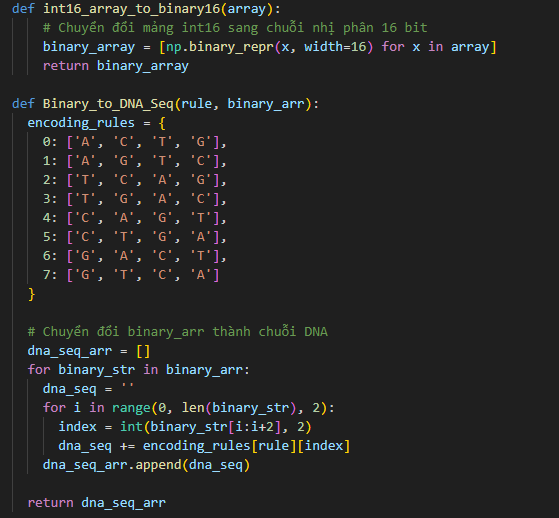 def int16_array_to_binary16(array):
    # Chuyển đổi mảng int16 sang chuỗi nhị phân 16 bit
    binary_array = [np.binary_repr(x, width=16) for x in array]
    return binary_array

def Binary_to_DNA_Seq(rule, binary_arr):
  encoding_rules = {
    0: ['A', 'C', 'T', 'G'],
    1: ['A', 'G', 'T', 'C'],
    2: ['T', 'C', 'A', 'G'],
    3: ['T', 'G', 'A', 'C'],
    4: ['C', 'A', 'G', 'T'],
    5: ['C', 'T', 'G', 'A'],
    6: ['G', 'A', 'C', 'T'],
    7: ['G', 'T', 'C', 'A']
  }

  # Chuyển đổi binary_arr thành chuỗi DNA
  dna_seq_arr = []
  for binary_str in binary_arr:
    dna_seq = ''
    for i in range(0, len(binary_str), 2):
      index = int(binary_str[i:i+2], 2)
      dna_seq += encoding_rules[rule][index]
    dna_seq_arr.append(dna_seq)

  return dna_seq_arr